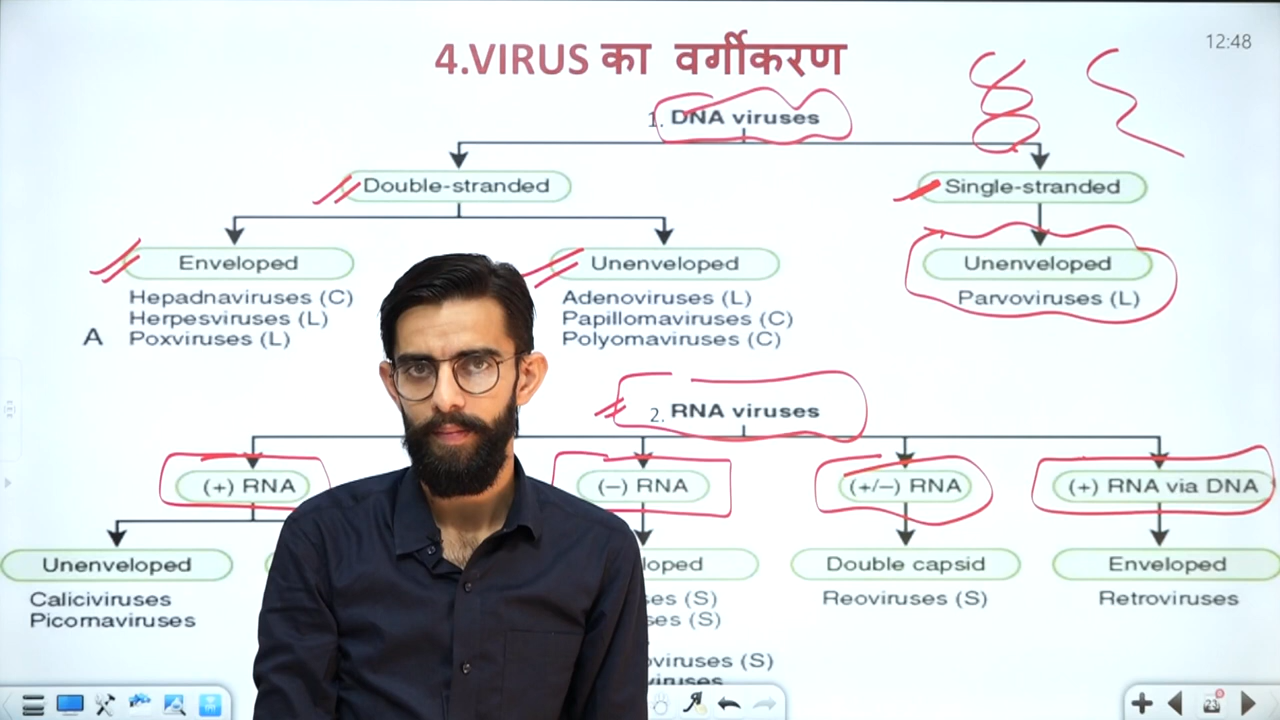 12:48
4.VIRUS का वर्गीकरण
1. DNA viruses
Double-stranded
Single-stranded
Enveloped
Unenveloped
Unenveloped
Hepadnaviruses (C)
Herpesviruses (L)
A Poxviruses (L)
Adenoviruses (L)
Papillomaviruses (C)
Polyomaviruses (C)
Parvoviruses (L)
2. RNA viruses
(+) RNA
(−) RNA
(+/−) RNA
(+) RNA via DNA
Unenveloped
Double capsid
Enveloped
Caliciviruses
Picornaviruses
(S)
(S)
(S)
Reoviruses (S)
Retroviruses
23